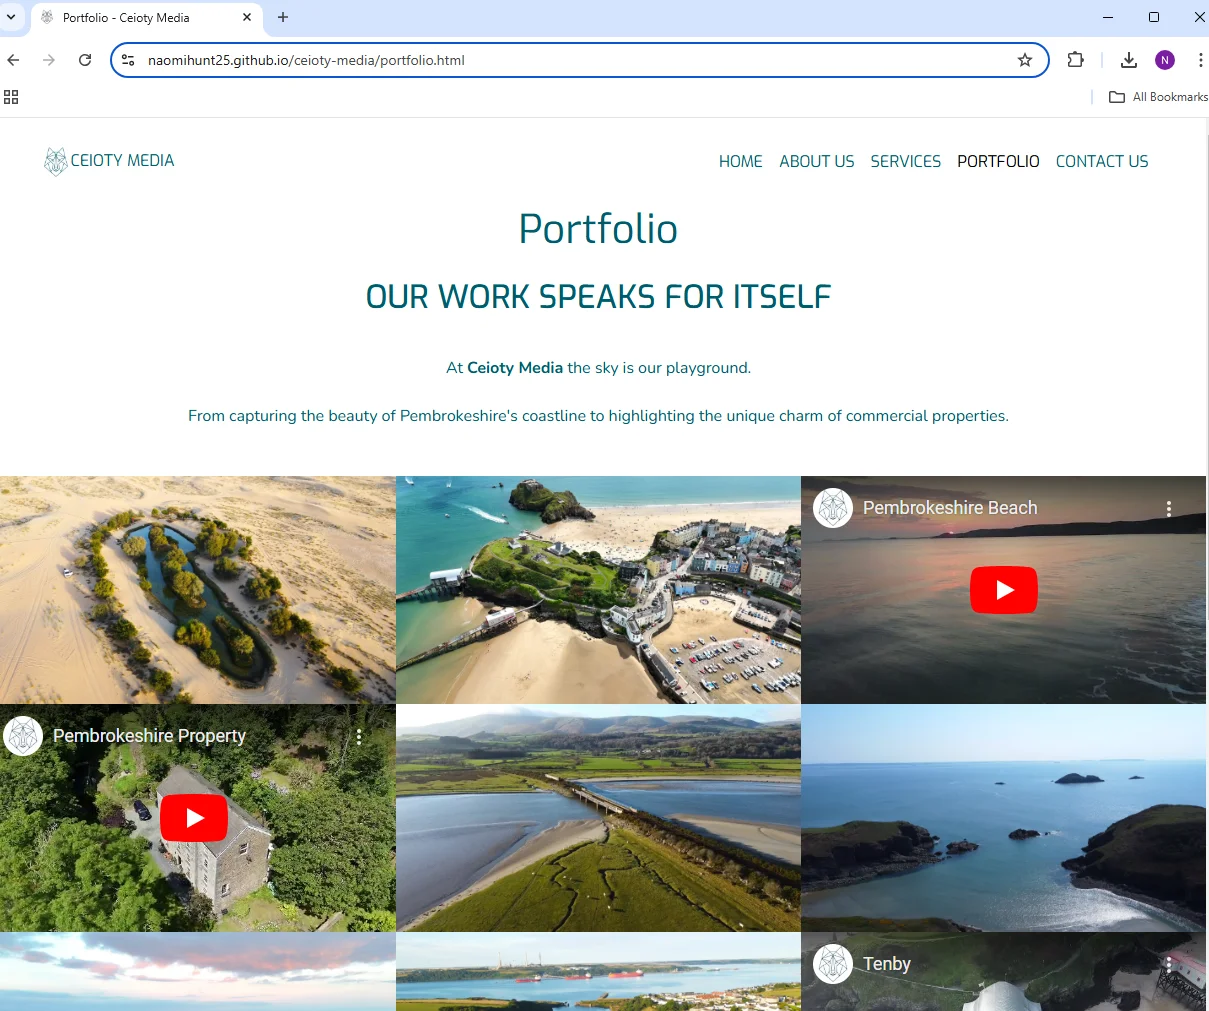 Portfolio - Ceioty Media
naomihunt25.github.io/ceioty-media/portfolio.html
N
All Bookmarks
CEIOTY MEDIA
HOME ABOUT US SERVICES PORTFOLIO CONTACT US
Portfolio
OUR WORK SPEAKS FOR ITSELF
At Ceioty Media the sky is our playground.
From capturing the beauty of Pembrokeshire's coastline to highlighting the unique charm of commercial properties.
Pembrokeshire Beach
Pembrokeshire Property
Tenby